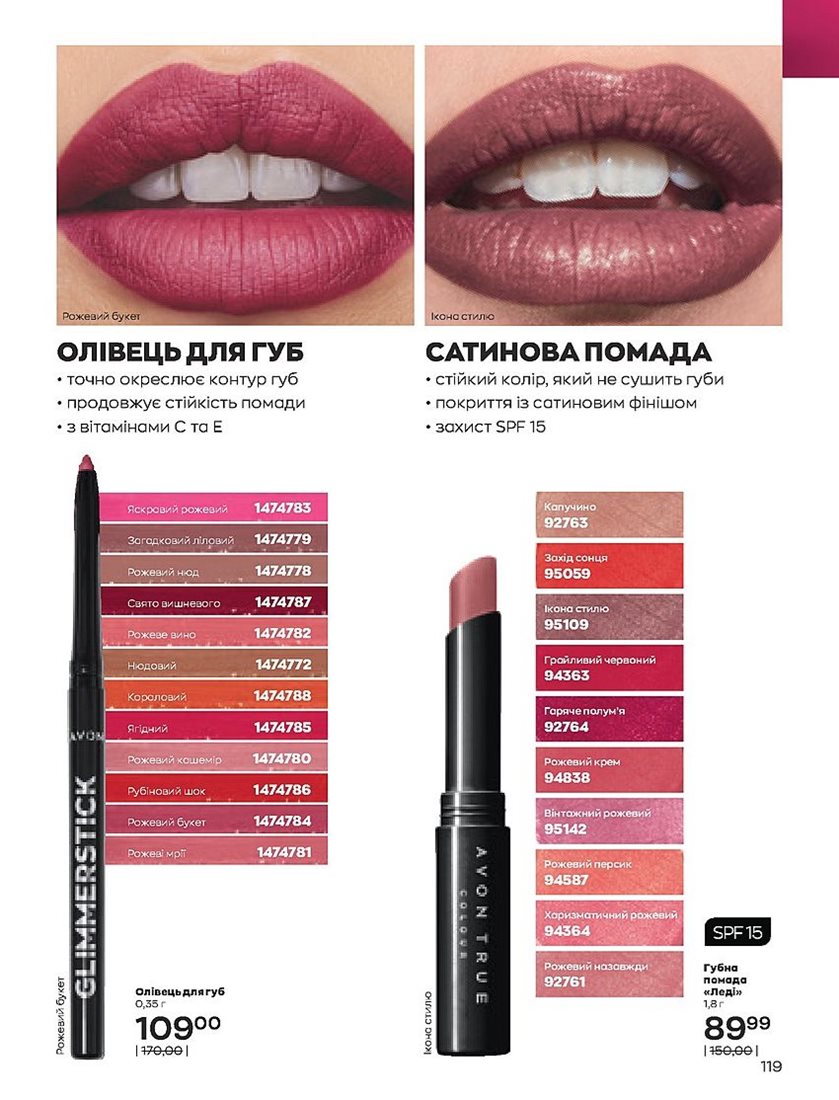 Рожевий букет
Ікона стилю
ОЛІВЕЦЬ ДЛЯ ГУБ
• точно окреслює контур губ
• продовжує стійкість помади
• з вітамінами С та Е
САТИНОВА ПОМАДА
• стійкий колір, який не сушить губи
• покриття із сатиновим фінішом
• захист SPF 15
Яскравий рожевий 1474783
Загадковий ліловий 1474779
Рожевий нюд 1474778
Свято вишневого 1474787
Рожеве вино 1474782
Нюдовий 1474772
Кораловий 1474788
Ягідний 1474785
Рожевий кашемір 1474780
Рубіновий шок 1474786
Рожевий букет 1474784
Рожеві мрії 1474781
AVON
GLIMMERSTICK
Рожевий букет
Олівець для губ
0,35 г
10900
| 170,00 |
Капучино
92763
Захід сонця
95059
Ікона стилю
95109
Грайливий червоний
94363
Гаряче полум'я
92764
Рожевий крем
94838
Вінтажний рожевий
95142
Рожевий персик
94587
Харизматичний рожевий
94364
Рожевий назавжди
92761
AVON TRUE
COLOUR
Ікона стилю
SPF 15
Губна
помада
«Леді»
1,8 г
8999
| 150,00 |
119